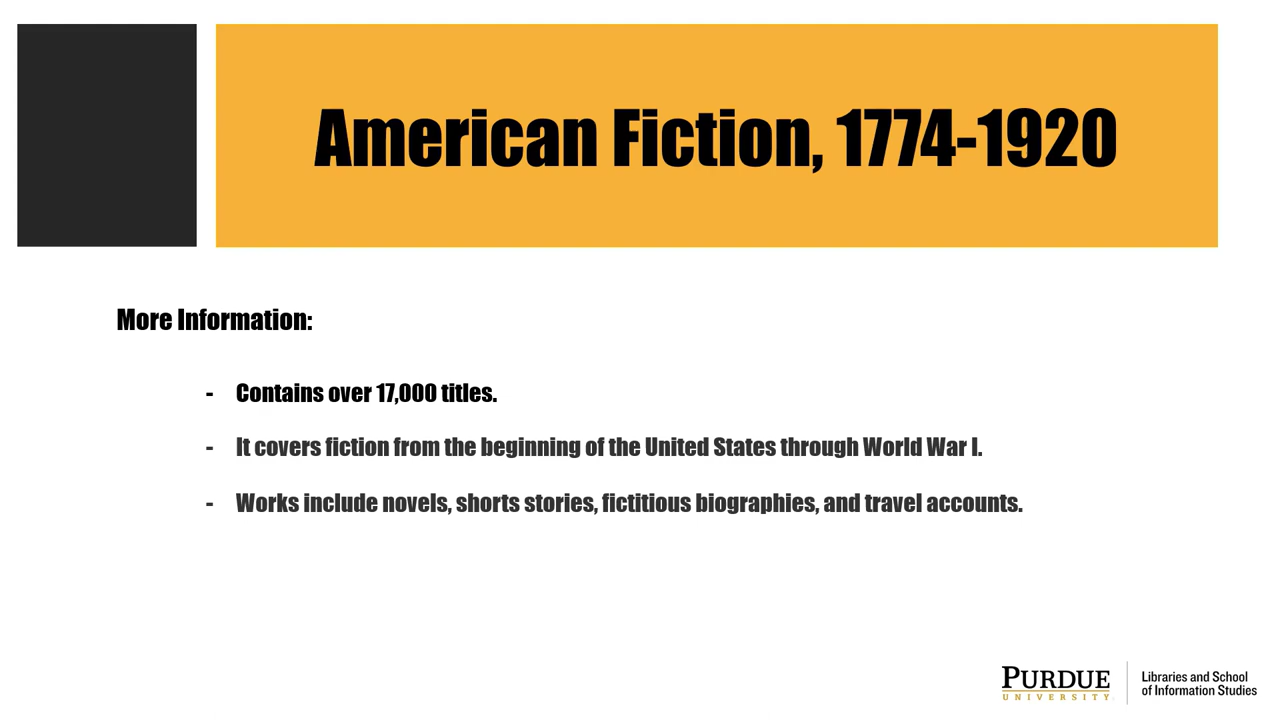 American Fiction, 1774-1920
More Information:
- Contains over 17,000 titles.
- It covers fiction from the beginning of the United States through World War I.
- Works include novels, shorts stories, fictitious biographies, and travel accounts.
PURDUE
UNIVERSITY
Libraries and School
of Information Studies